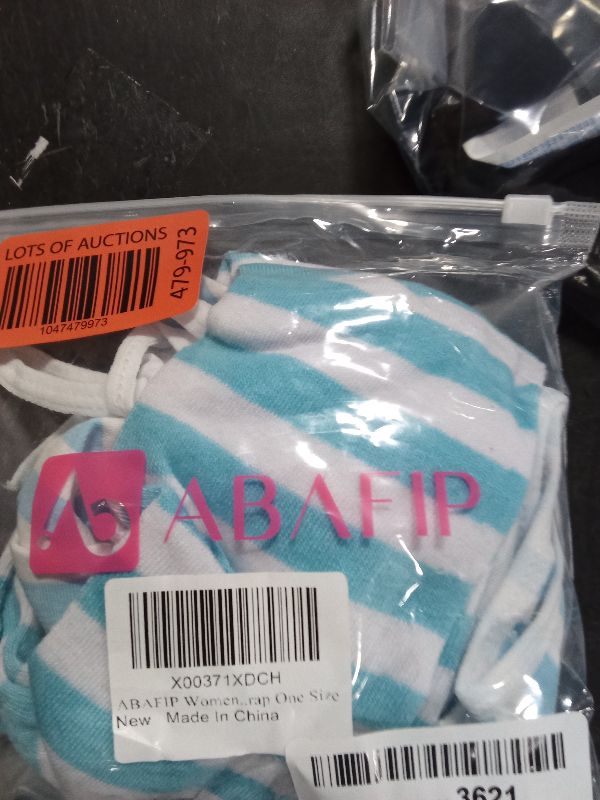 LOTS OF AUCTIONS
479-973
1047479973
ABAFIP
X00371XDCH
ABAFIP Women..rap One Size
New Made In China
3621